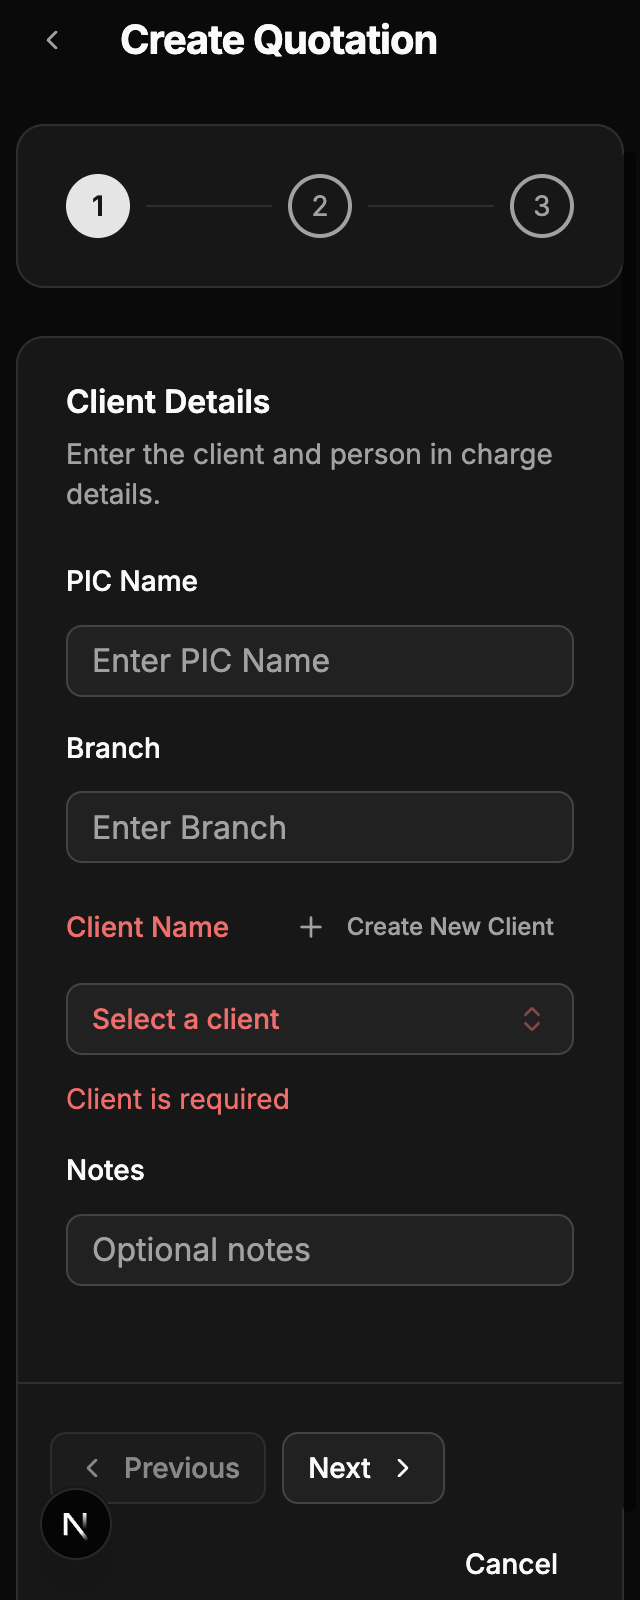 Create Quotation
1 2 3
Client Details
Enter the client and person in charge
details.
PIC Name
Enter PIC Name
Branch
Enter Branch
Client Name + Create New Client
Select a client
Client is required
Notes
Optional notes
Previous Next
N
Cancel